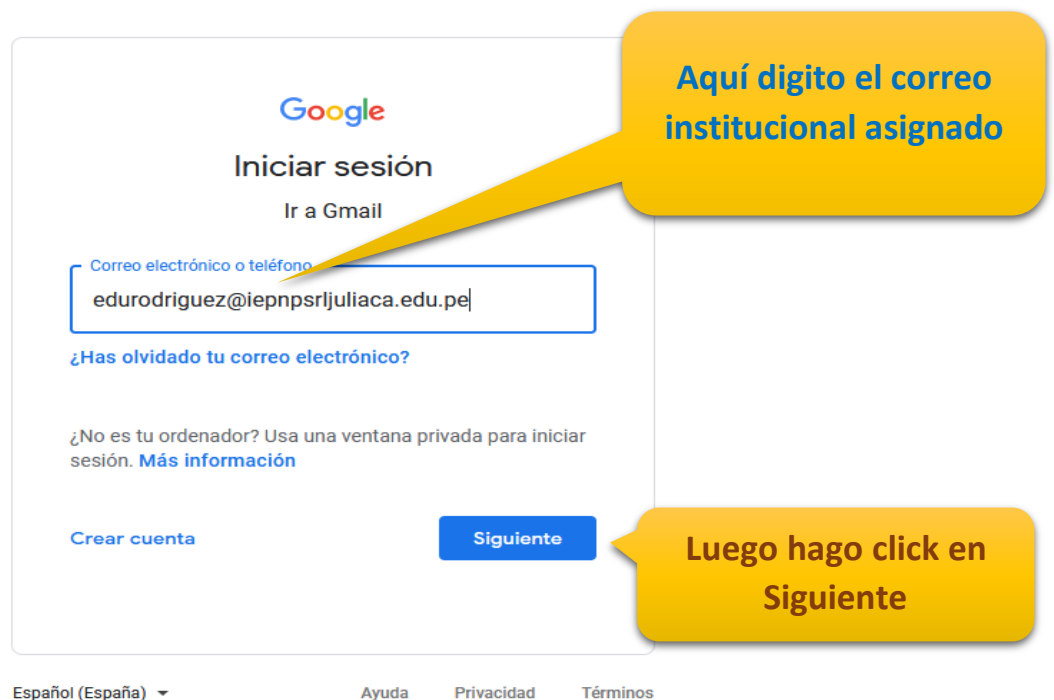 Aquí digito el correo
institucional asignado
Google
Iniciar sesión
Ir a Gmail
Correo electrónico o teléfono
edurodriguez@iepnpsrljuliaca.edu.pe
¿Has olvidado tu correo electrónico?
¿No es tu ordenador? Usa una ventana privada para iniciar
sesión. Más información
Crear cuenta
Siguiente
Luego hago click en
Siguiente
Español (España)
Ayuda
Privacidad
Términos